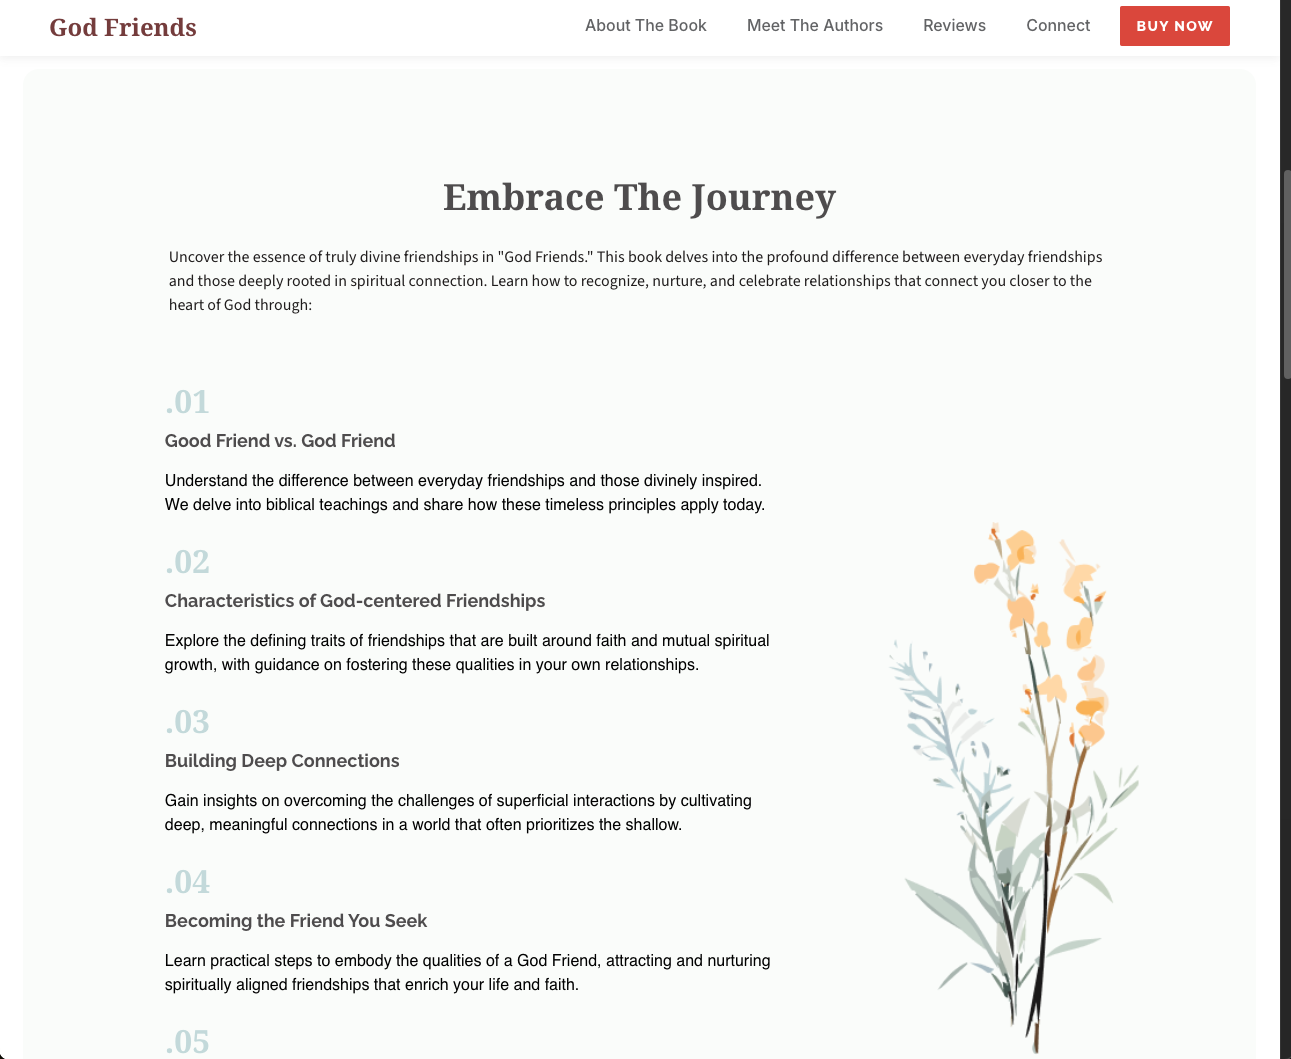 God Friends
About The Book
Meet The Authors
Reviews
Connect
BUY NOW
Embrace The Journey
Uncover the essence of truly divine friendships in "God Friends." This book delves into the profound difference between everyday friendships
and those deeply rooted in spiritual connection. Learn how to recognize, nurture, and celebrate relationships that connect you closer to the
heart of God through:
.01
Good Friend vs. God Friend
Understand the difference between everyday friendships and those divinely inspired.
We delve into biblical teachings and share how these timeless principles apply today.
.02
Characteristics of God-centered Friendships
Explore the defining traits of friendships that are built around faith and mutual spiritual
growth, with guidance on fostering these qualities in your own relationships.
.03
Building Deep Connections
Gain insights on overcoming the challenges of superficial interactions by cultivating
deep, meaningful connections in a world that often prioritizes the shallow.
.04
Becoming the Friend You Seek
Learn practical steps to embody the qualities of a God Friend, attracting and nurturing
spiritually aligned friendships that enrich your life and faith.
.05